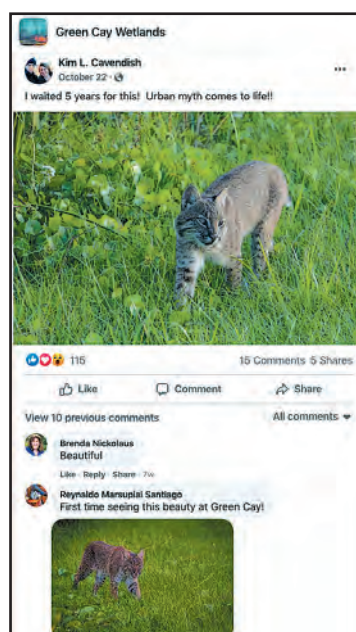 Green Cay Wetlands
Kim L. Cavendish
October 22 ·
I waited 5 years for this! Urban myth comes to life!!
115
15 Comments 5 Shares
Like
Comment
Share
View 10 previous comments
All comments
Brenda Nickolaus
Beautiful
Like · Reply · Share · 7w
Reynaldo Marsupial Santiago
First time seeing this beauty at Green Cay!